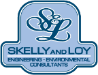 S&L
SKELLY AND LOY
ENGINEERING - ENVIRONMENTAL
CONSULTANTS